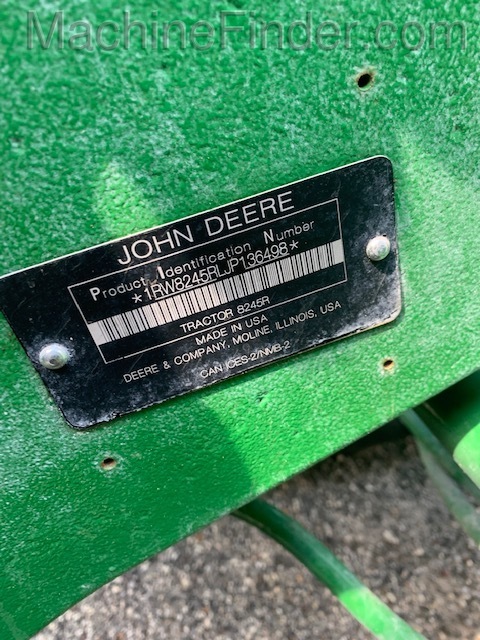 MachineFinder.com
JOHN DEERE
Product Identification Number
*1RW8245RLJP136498*
TRACTOR 8245R
MADE IN USA
DEERE & COMPANY, MOLINE, ILLINOIS, USA
CAN ICES-2/NMB-2